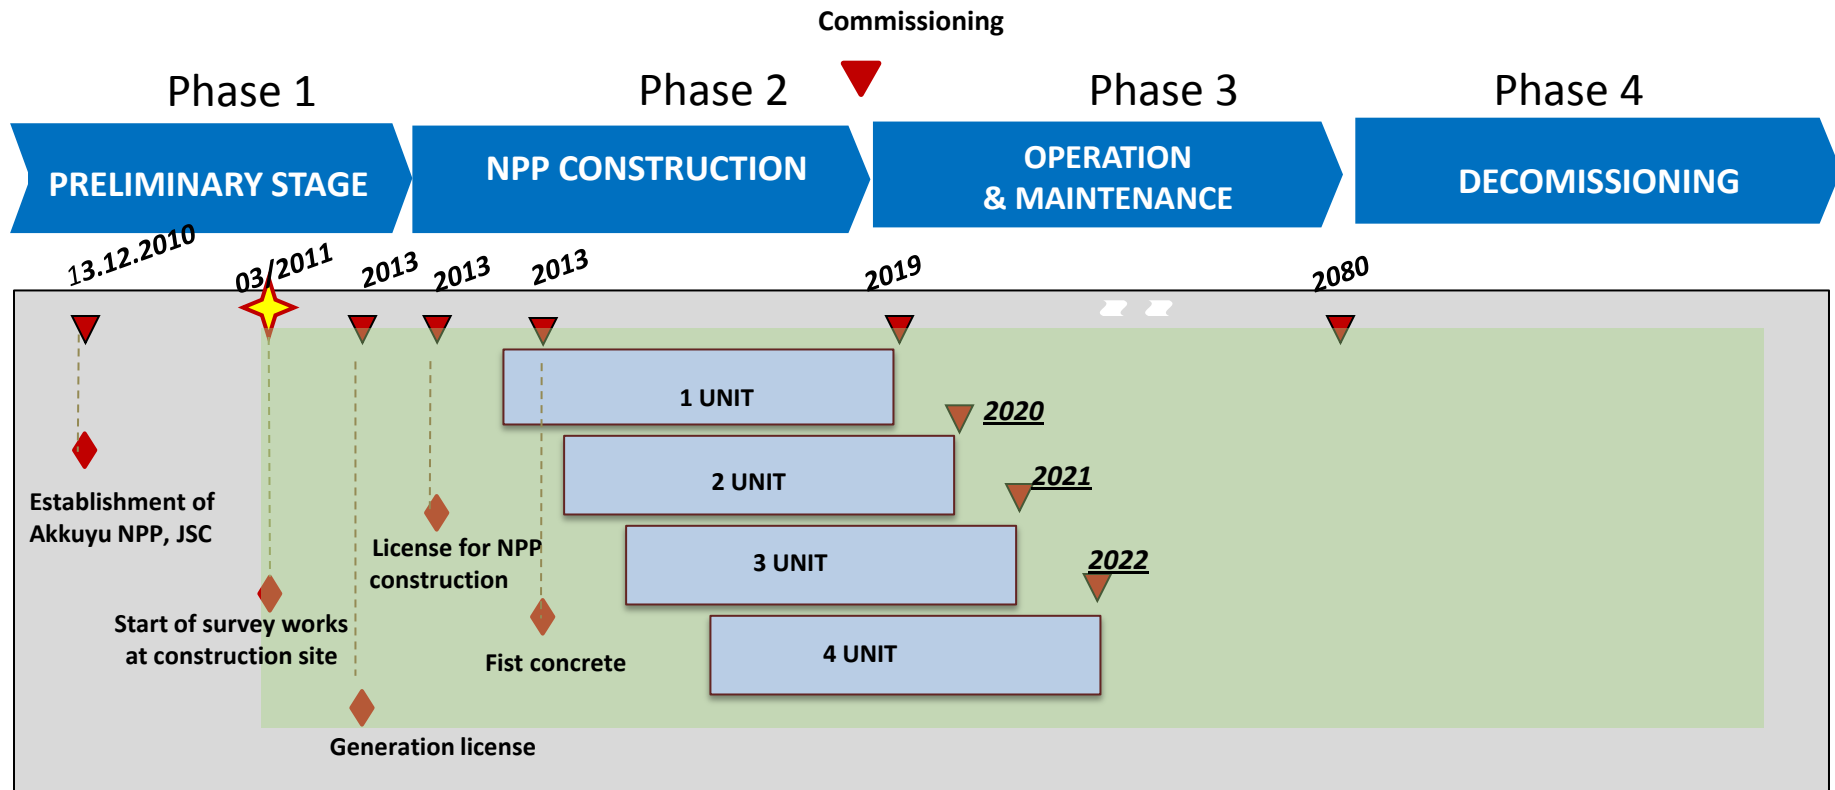 Commissioning
Phase 1
Phase 2
Phase 3
Phase 4
PRELIMINARY STAGE
NPP CONSTRUCTION
OPERATION
& MAINTENANCE
DECOMISSIONING
13.12.2010
03/2011
2013
2013
2013
2019
2080
1 UNIT
2020
2 UNIT
2021
Establishment of
Akkuyu NPP, JSC
License for NPP
construction
3 UNIT
2022
Start of survey works
at construction site
Fist concrete
4 UNIT
Generation license